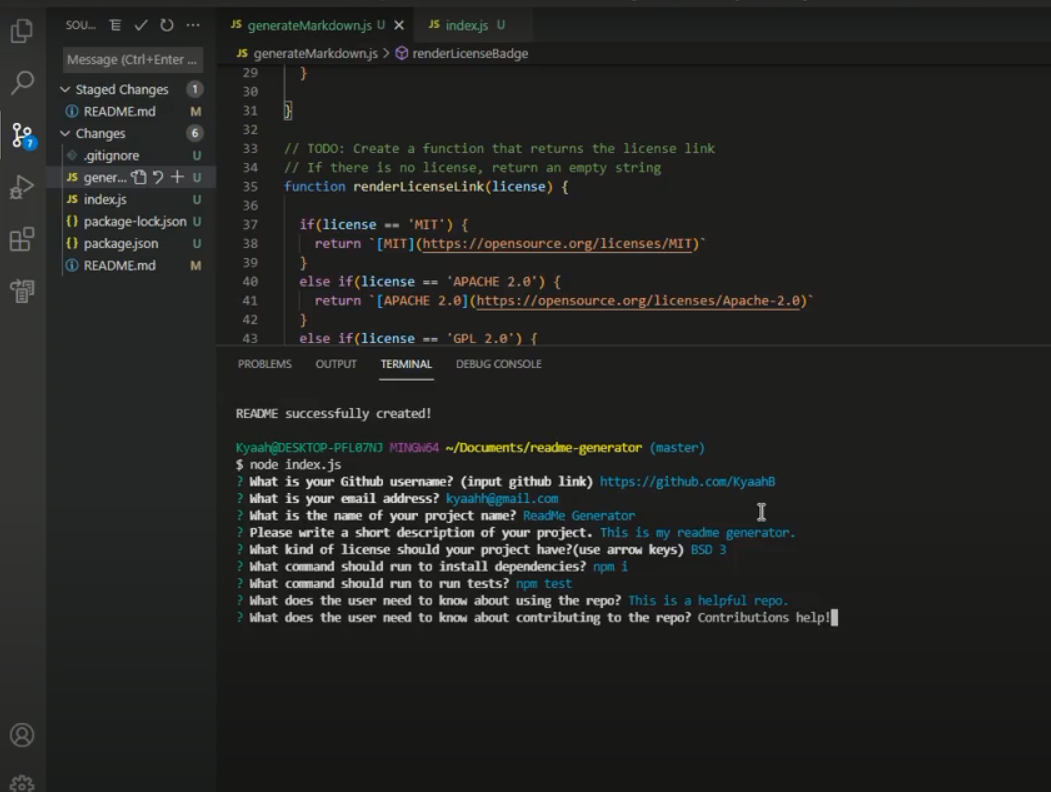 SOU...
Message (Ctrl+Enter ...
Staged Changes 1
README.md M
Changes 6
.gitignore U
JS gener... U
JS index.js U
{} package-lock.json U
{} package.json U
README.md M
7
JS generateMarkdown.js U
JS index.js U
JS generateMarkdown.js > renderLicenseBadge
29 }
30
31 }
32
33 // TODO: Create a function that returns the license link
34 // If there is no license, return an empty string
35 function renderLicenseLink(license) {
36
37 if(license == 'MIT') {
38 return `[MIT](https://opensource.org/licenses/MIT)`
39 }
40 else if(license == 'APACHE 2.0') {
41 return `[APACHE 2.0](https://opensource.org/licenses/Apache-2.0)`
42 }
43 else if(license == 'GPL 2.0') {
PROBLEMS OUTPUT TERMINAL DEBUG CONSOLE
README successfully created!
Kyaah@DESKTOP-PFL07NJ MINGW64 ~/Documents/readme-generator (master)
$ node index.js
? What is your Github username? (input github link) https://github.com/KyaahB
? What is your email address? kyaahh@gmail.com
? What is the name of your project name? ReadMe Generator
? Please write a short description of your project. This is my readme generator.
? What kind of license should your project have?(use arrow keys) BSD 3
? What command should run to install dependencies? npm i
? What command should run to run tests? npm test
? What does the user need to know about using the repo? This is a helpful repo.
? What does the user need to know about contributing to the repo? Contributions help!